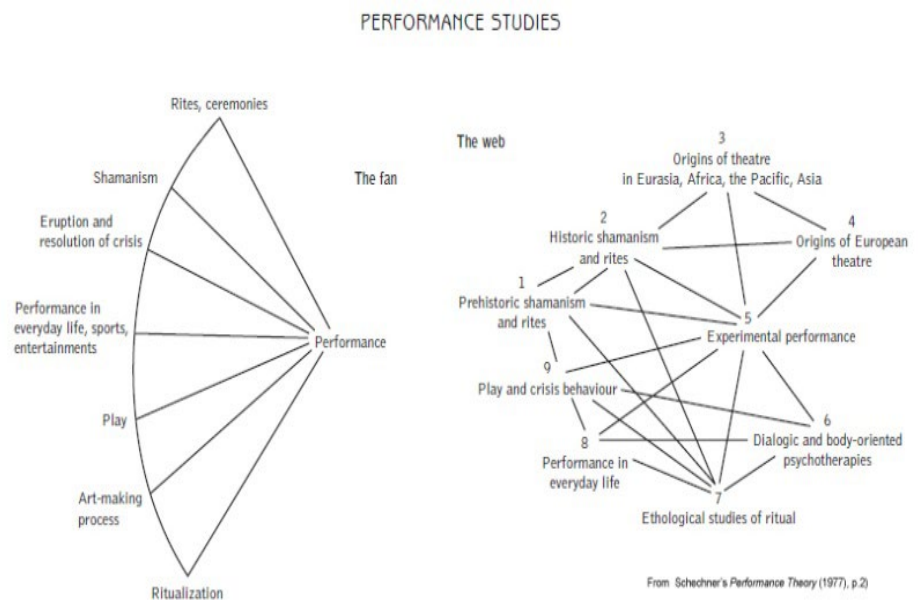 PERFORMANCE STUDIES
Rites, ceremonies
Shamanism
The fan
Eruption and
resolution of crisis
Performance in
everyday life, sports,
entertainments
Performance
Play
Art-making
process
Ritualization
The web
3
Origins of theatre
in Eurasia, Africa, the Pacific, Asia
2
Historic shamanism
and rites
4
Origins of European
theatre
1
Prehistoric shamanism
and rites
5
Experimental performance
9
Play and crisis behaviour
6
Dialogic and body-oriented
psychotherapies
8
Performance in
everyday life
7
Ethological studies of ritual
From Schechner's Performance Theory (1977), p.2)